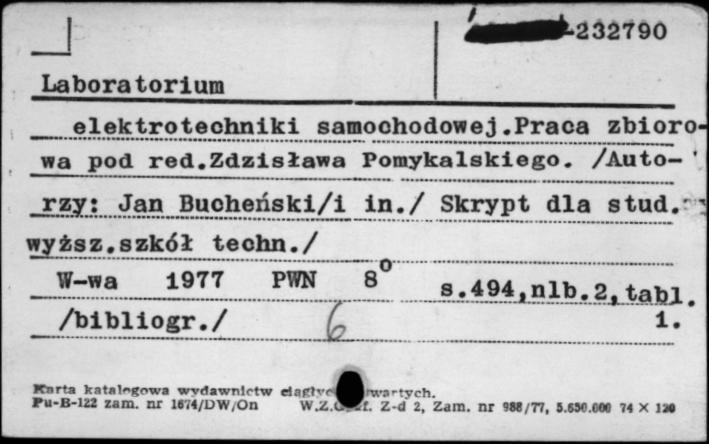 -232790
Laboratorium
elektrotechniki samochodowej.Praca zbioro-
wa pod red.Zdzisława Pomykalskiego. /Auto-
rzy: Jan Bucheński/i in./ Skrypt dla stud.
wyższ.szkół techn./
W-wa 1977 PWN 8o s.494,nlb.2,tabl.
/bibliogr./ 6 1.
Karta katalogowa wydawnictw
Pu-B-122 zam. nr 1674/DW/On Z-d 2, Zam. nr 988/77, 5.650.000 74 X 120